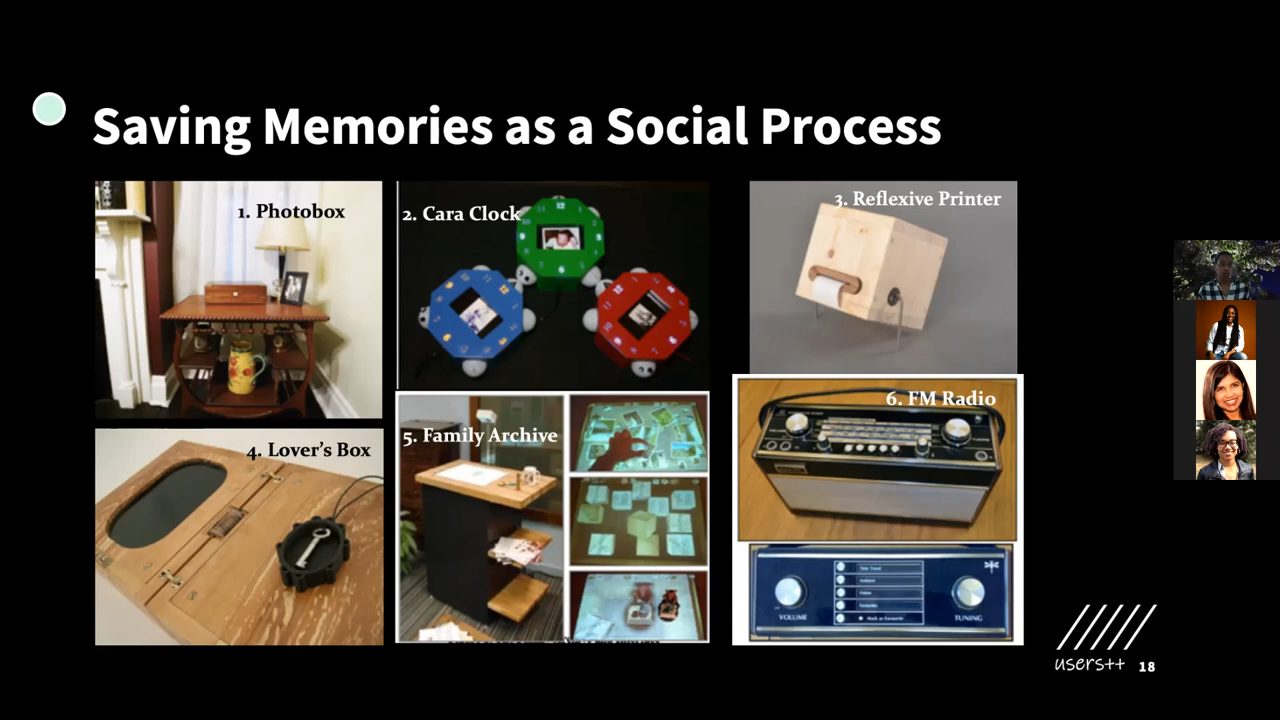 Saving Memories as a Social Process
1. Photobox
2. Cara Clock
3. Reflexive Printer
4. Lover's Box
5. Family Archive
6. FM Radio
VOLUME
TUNING
users++ 18